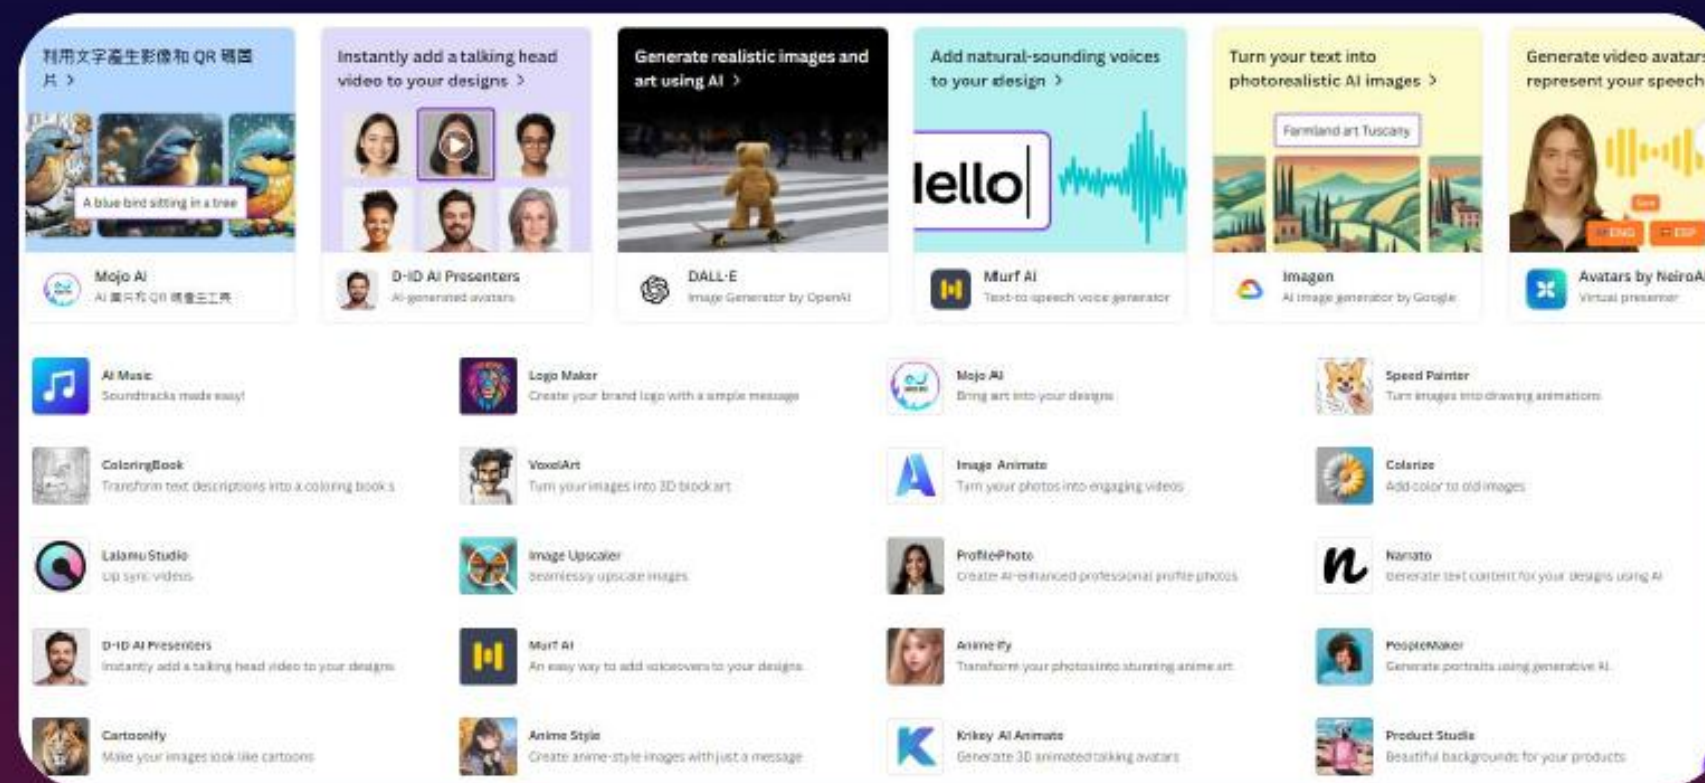 利用文字產生影像和 QR 碼圖
片 >
A blue bird sitting in a tree
Mojo AI
AI 圖片和 QR 碼產生工具
Instantly add a talking head
video to your designs >
D-ID AI Presenters
AI-generated avatars
Generate realistic images and
art using AI >
DALL·E
Image Generator by OpenAI
Add natural-sounding voices
to your design >
Hello
Murf AI
Text-to speech voice generator
Turn your text into
photorealistic AI images >
Farmland art Tuscany
Imagen
AI image generator by Google
Generate video avatars
represent your speech
ENG
ESP
Avatars by NeiroAI
Virtual presenter
AI Music
Soundtracks made easy!
Logo Maker
Create your brand logo with a simple message
Mojo AI
Bring art into your designs
Speed Painter
Turn images into drawing animations
ColoringBook
Transform text descriptions into a coloring book s
VoxelArt
Turn your images into 3D block art
Image Animate
Turn your photos into engaging videos
Colorize
Add color to old images
Lalamu Studio
Lip sync videos
Image Upscaler
Seamlessly upscale images
ProfilePhoto
Create AI-enhanced professional profile photos
n
Narrato
Generate text content for your designs using AI
D-ID AI Presenters
Instantly add a talking head video to your designs
Murf AI
An easy way to add voiceovers to your designs
Animeify
Transform your photos into stunning anime art
PeopleMaker
Generate portraits using generative AI.
Cartoonify
Make your images look like cartoons
Anime Style
Create anime-style images with just a message
Krikey AI Animate
Generate 3D animated talking avatars
Product Studio
Beautiful backgrounds for your products